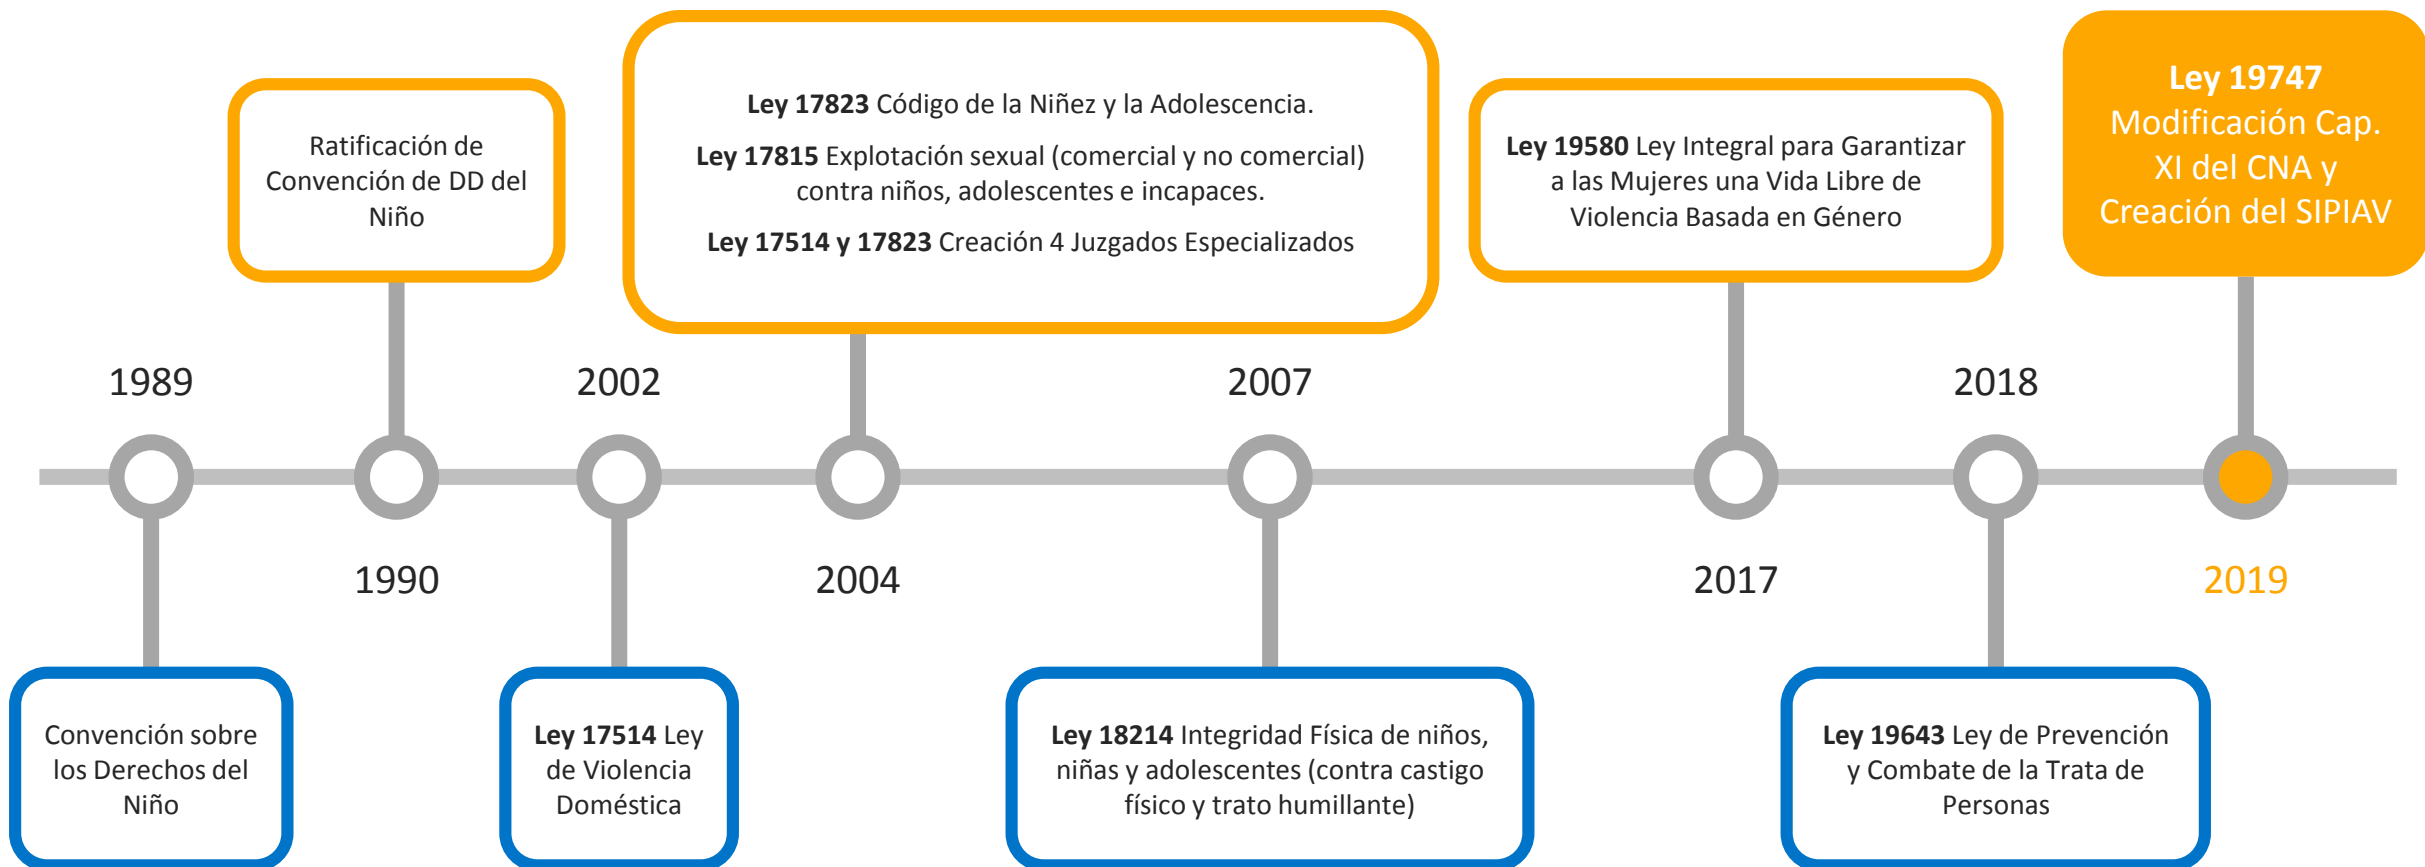 Ley 17823 Código de la Niñez y la Adolescencia.
Ley 17815 Explotación sexual (comercial y no comercial)
contra niños, adolescentes e incapaces.
Ley 17514 y 17823 Creación 4 Juzgados Especializados
Ratificación de
Convención de DD del
Niño
Ley 19580 Ley Integral para Garantizar
a las Mujeres una Vida Libre de
Violencia Basada en Género
Ley 19747
Modificación Cap.
XI del CNA y
Creación del SIPIAV
1989
2002
2007
2018
1990
2004
2017
2019
Convención sobre
los Derechos del
Niño
Ley 17514 Ley
de Violencia
Doméstica
Ley 18214 Integridad Física de niños,
niñas y adolescentes (contra castigo
físico y trato humillante)
Ley 19643 Ley de Prevención
y Combate de la Trata de
Personas